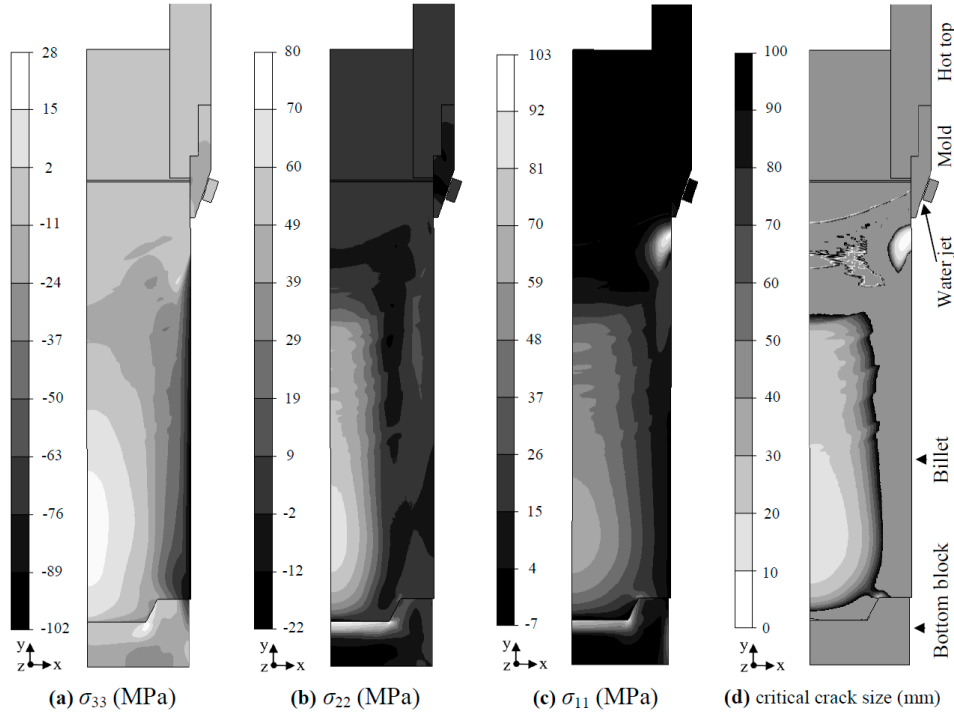 28
15
2
-11
-24
-37
-50
-63
-76
-89
-102
y
z
x
(a) σ33 (MPa)
80
70
60
49
39
29
19
9
-2
-12
-22
y
z
x
(b) σ22 (MPa)
103
92
81
70
59
48
37
26
15
4
-7
y
z
x
(c) σ11 (MPa)
100
90
80
70
60
50
40
30
20
10
0
y
z
x
(d) critical crack size (mm)
Hot top
Mold
Water jet
Billet
Bottom block